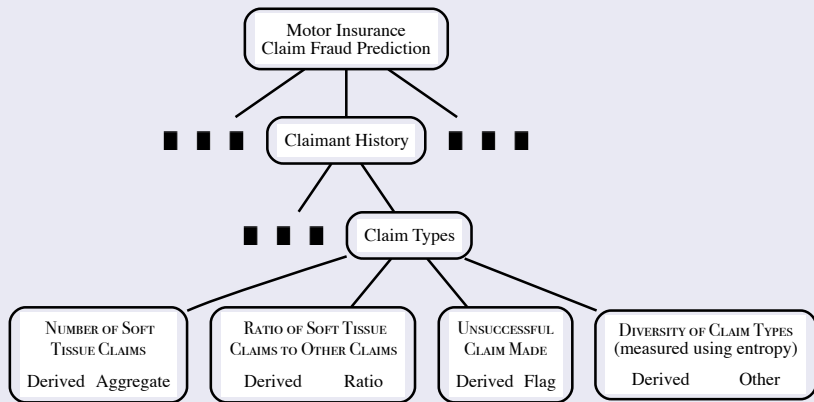 Motor Insurance
Claim Fraud Prediction
Claimant History
Claim Types
Number of Soft
Tissue Claims
Derived Aggregate
Ratio of Soft Tissue
Claims to Other Claims
Derived Ratio
Unsuccessful
Claim Made
Derived Flag
Diversity of Claim Types
(measured using entropy)
Derived Other